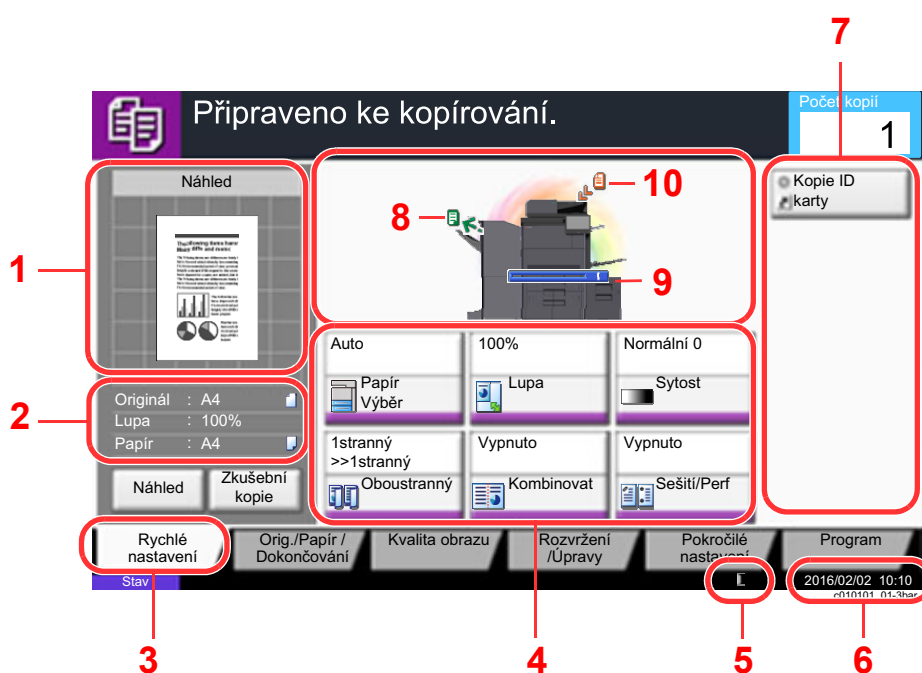 7
Připraveno ke kopírování.
Počet kopií
1
Náhled
10
Kopie ID
karty
8
1
9
Auto
100%
Normální 0
Papír
Výběr
Lupa
Sytost
2
Originál : A4
Lupa : 100%
Papír : A4
1stranný
>>1stranný
Vypnuto
Vypnuto
Náhled
Zkušební
kopie
Oboustranný
Kombinovat
Sešití/Perf
Rychlé
nastavení
Orig./Papír /
Dokončování
Kvalita obrazu
Rozvržení
/Úpravy
Pokročilé
nastavení
Program
Stav
2016/02/02 10:10
c010101_01-3bar
3
4
5
6